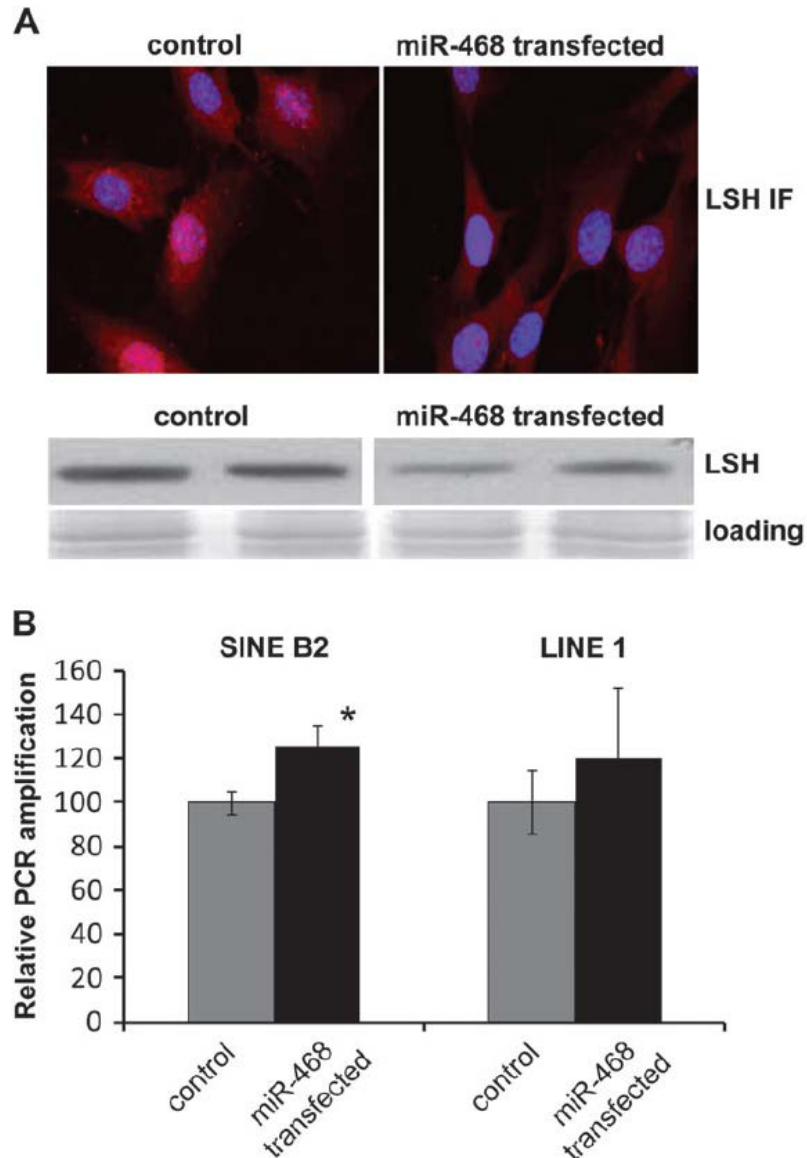 A
control miR-468 transfected
LSH IF
control miR-468 transfected
LSH
loading
B
SINE B2 LINE 1
Relative PCR amplification
160
140
120
100
80
60
40
20
0
control
miR-468
transfected
control
miR-468
transfected
*